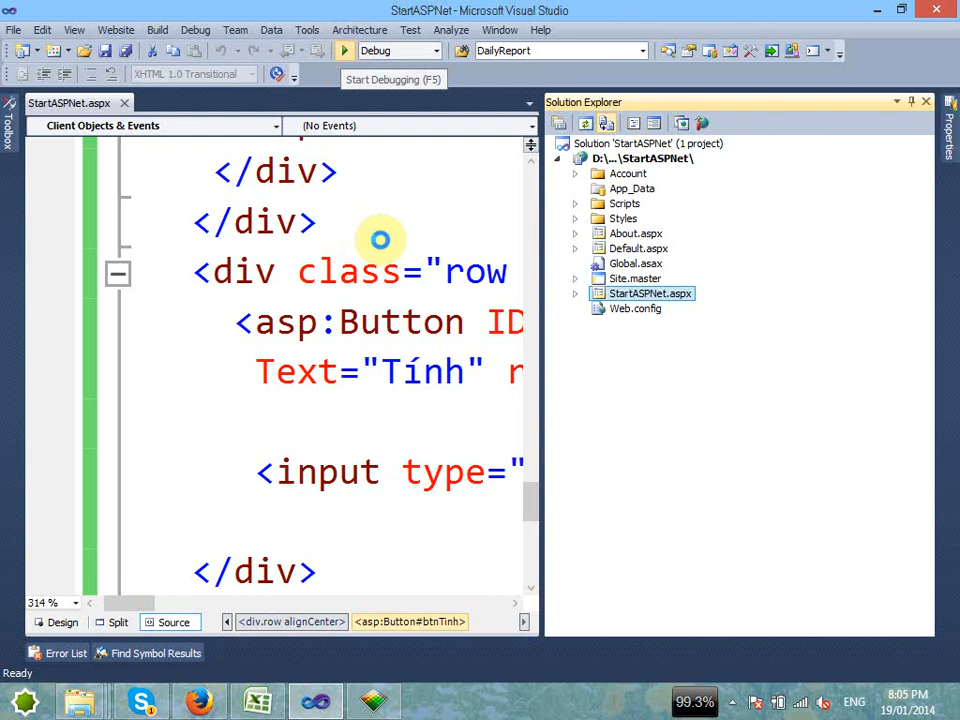 StartASPNet - Microsoft Visual Studio
File Edit View Website Build Debug Team Data Tools Architecture Test Analyze Window Help
Debug DailyReport
XHTML 1.0 Transitional
Start Debugging (F5)
StartASPNet.aspx
Client Objects & Events (No Events)
Toolbox
</div>
</div>
<div class="row
<asp:Button ID
Text="Tính"
<input type="
</div>
314 %
Design Split Source <div.row alignCenter> <asp:Button#btnTinh>
Solution Explorer
Solution 'StartASPNet' (1 project)
D:\...\StartASPNet\
Account
App_Data
Scripts
Styles
About.aspx
Default.aspx
Global.asax
Site.master
StartASPNet.aspx
Web.config
Properties
Error List Find Symbol Results
Ready
99.3% ENG 8:05 PM
19/01/2014